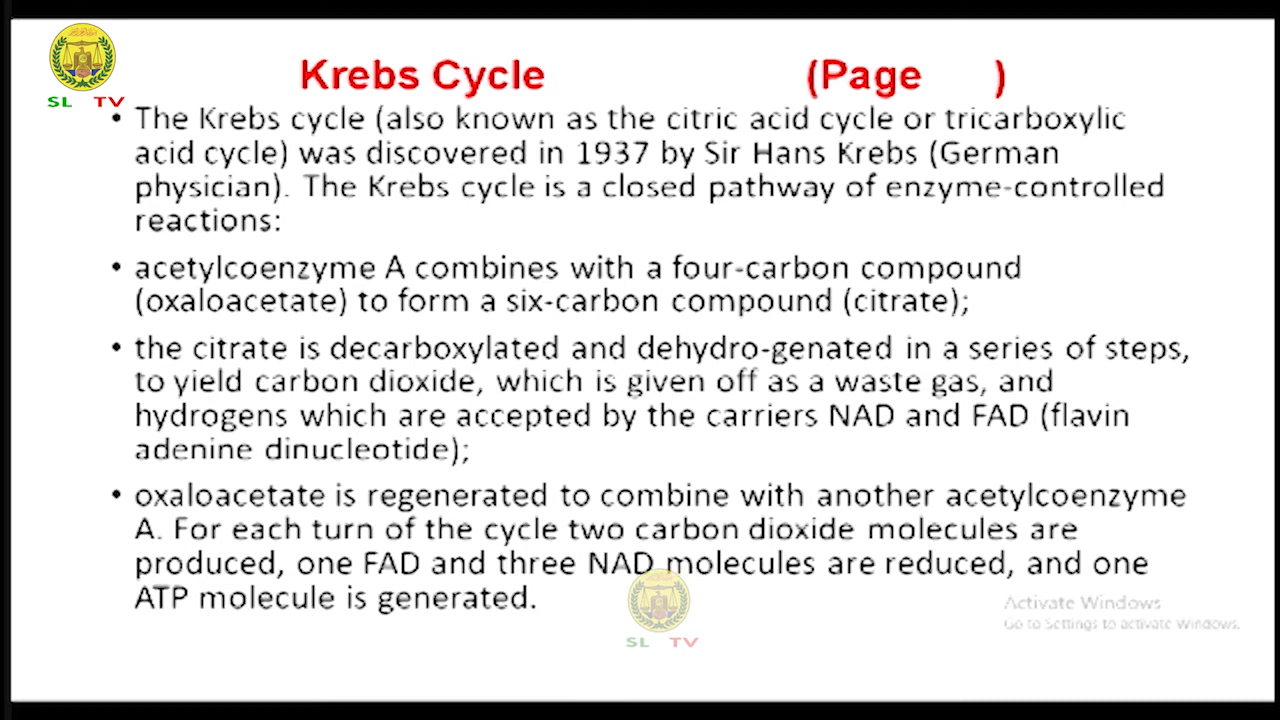 Krebs Cycle (Page )
SL TV
• The Krebs cycle (also known as the citric acid cycle or tricarboxylic
acid cycle) was discovered in 1937 by Sir Hans Krebs (German
physician). The Krebs cycle is a closed pathway of enzyme-controlled
reactions:
• acetylcoenzyme A combines with a four-carbon compound
(oxaloacetate) to form a six-carbon compound (citrate);
• the citrate is decarboxylated and dehydro-genated in a series of steps,
to yield carbon dioxide, which is given off as a waste gas, and
hydrogens which are accepted by the carriers NAD and FAD (flavin
adenine dinucleotide);
• oxaloacetate is regenerated to combine with another acetylcoenzyme
A. For each turn of the cycle two carbon dioxide molecules are
produced, one FAD and three NAD molecules are reduced, and one
ATP molecule is generated.
Activate Windows
Go to Settings to activate Windows.
SL TV